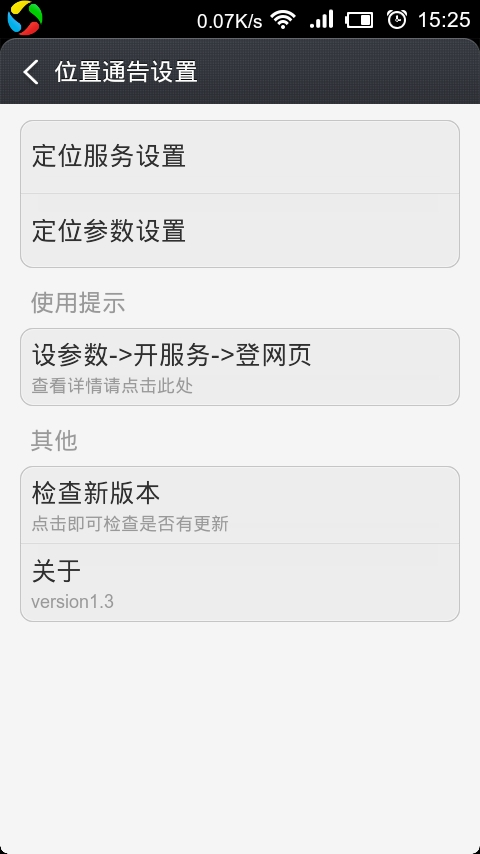 0.07K/s 15:25
位置通告设置
定位服务设置
定位参数设置
使用提示
设参数->开服务->登网页
查看详情请点击此处
其他
检查新版本
点击即可检查是否有更新
关于
version1.3